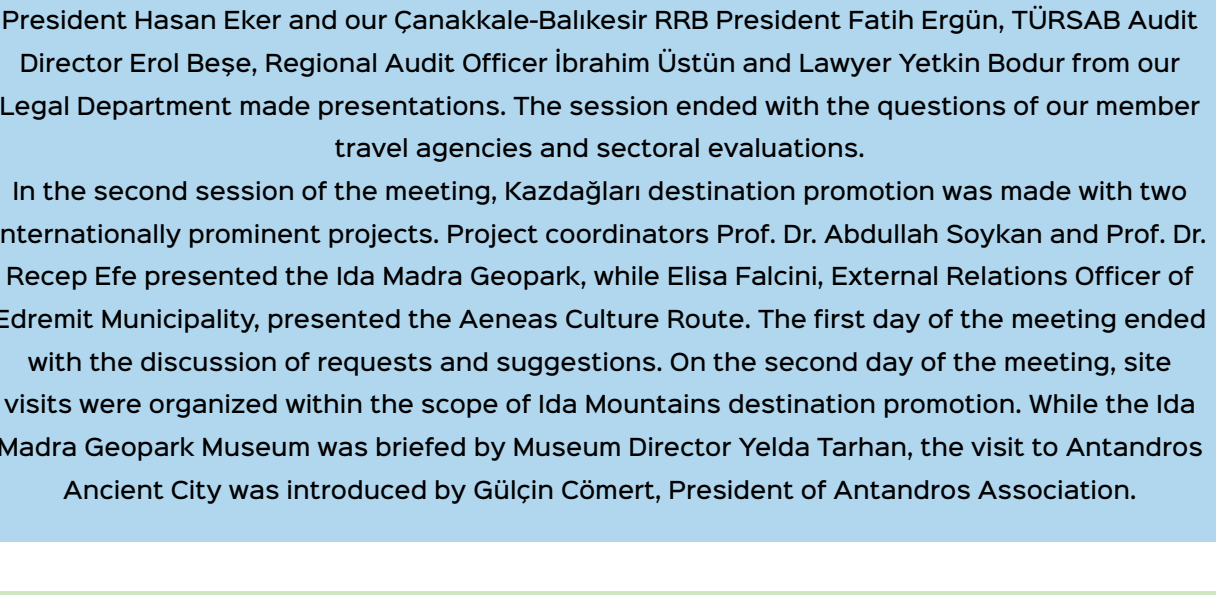 President Hasan Eker and our Çanakkale-Balıkesir RRB President Fatih Ergün, TÜRSAB Audit
Director Erol Beşe, Regional Audit Officer İbrahim Üstün and Lawyer Yetkin Bodur from our
Legal Department made presentations. The session ended with the questions of our member
travel agencies and sectoral evaluations.
In the second session of the meeting, Kazdağları destination promotion was made with two
internationally prominent projects. Project coordinators Prof. Dr. Abdullah Soykan and Prof. Dr.
Recep Efe presented the Ida Madra Geopark, while Elisa Falcini, External Relations Officer of
Edremit Municipality, presented the Aeneas Culture Route. The first day of the meeting ended
with the discussion of requests and suggestions. On the second day of the meeting, site
visits were organized within the scope of Ida Mountains destination promotion. While the Ida
Madra Geopark Museum was briefed by Museum Director Yelda Tarhan, the visit to Antandros
Ancient City was introduced by Gülçin Cömert, President of Antandros Association.